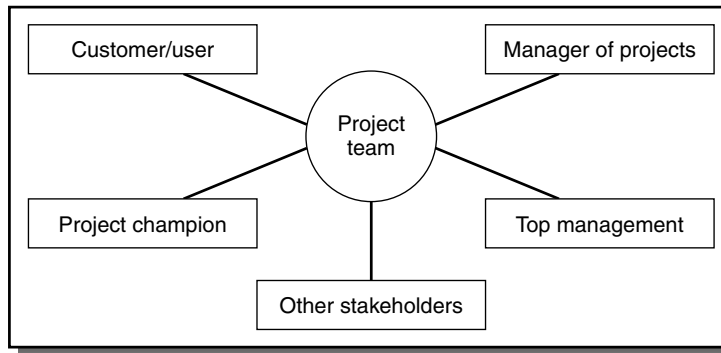 Customer/user
Manager of projects
Project
team
Project champion
Top management
Other stakeholders